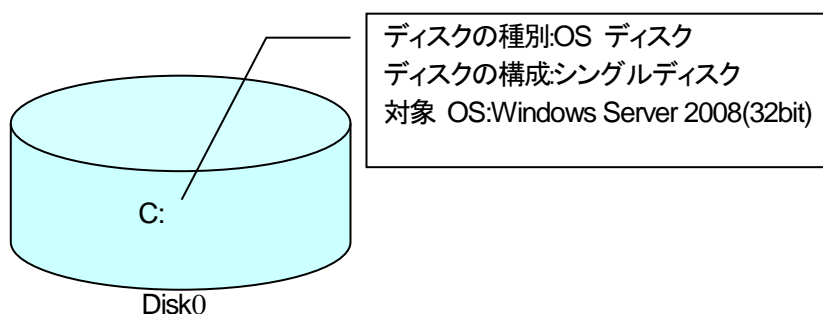 ディスクの種別:OS ディスク
ディスクの構成:シングルディスク
対象 OS:Windows Server 2008(32bit)
C:
Disk0